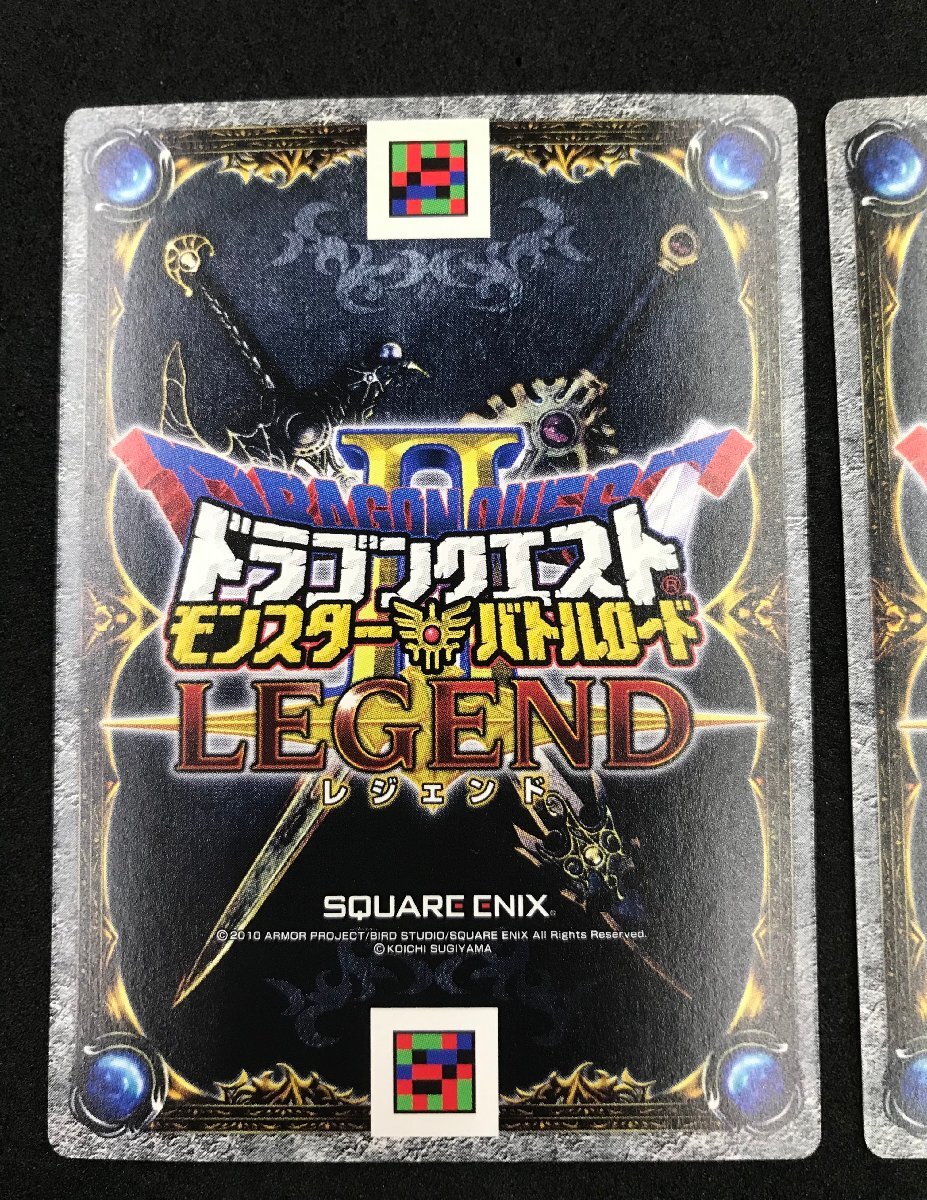 II
DRAGON QUEST
ドラゴンクエスト®
モンスターバトルロード
LEGEND
レジェンド
SQUARE ENIX®
©2010 ARMOR PROJECT/BIRD STUDIO/SQUARE ENIX All Rights Reserved.
©KOICHI SUGIYAMA